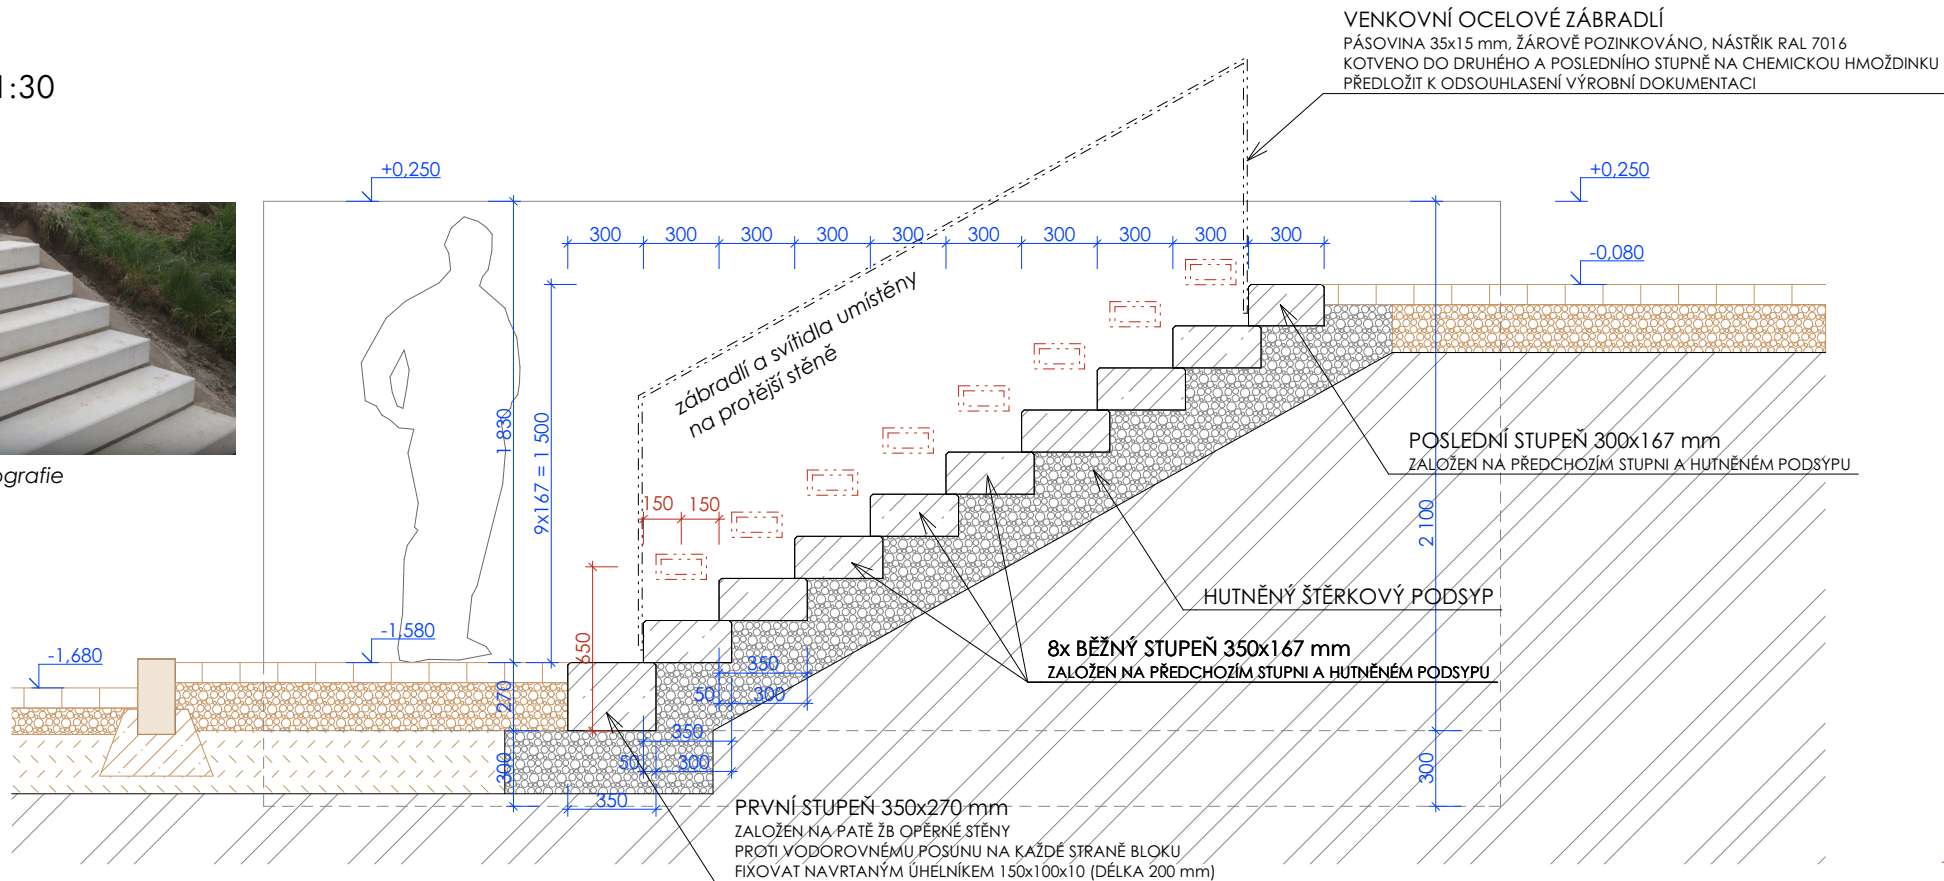 VENKOVNÍ OCELOVÉ ZÁBRADLÍ
PÁSOVINA 35x15 mm, ŽÁROVĚ POZINKOVÁNO, NÁSTŘIK RAL 7016
KOTVENO DO DRUHÉHO A POSLEDNÍHO STUPNĚ NA CHEMICKOU HMOŽDINKU
PŘEDLOŽIT K ODSOUHLASENÍ VÝROBNÍ DOKUMENTACI
1:30
+0,250
+0,250
300 300 300 300 300 300 300 300 300 300
-0,080
zábradlí a svítidla umístěny
na protější stěně
1 830
9x167 = 1 500
POSLEDNÍ STUPEŇ 300x167 mm
ZALOŽEN NA PŘEDCHOZÍM STUPNI A HUTNĚNÉM PODSYPU
ografie
150 150
2 100
HUTNĚNÝ ŠTĚRKOVÝ PODSYP
-1,580
650
8x BĚŽNÝ STUPEŇ 350x167 mm
ZALOŽEN NA PŘEDCHOZÍM STUPNI A HUTNĚNÉM PODSYPU
-1,680
350
50 300
270
350
50 300
300
300
350
PRVNÍ STUPEŇ 350x270 mm
ZALOŽEN NA PATĚ ŽB OPĚRNÉ STĚNY
PROTI VODOROVNÉMU POSUNU NA KAŽDÉ STRANĚ BLOKU
FIXOVAT NAVRTANÝM ÚHELNÍKEM 150x100x10 (DÉLKA 200 mm)